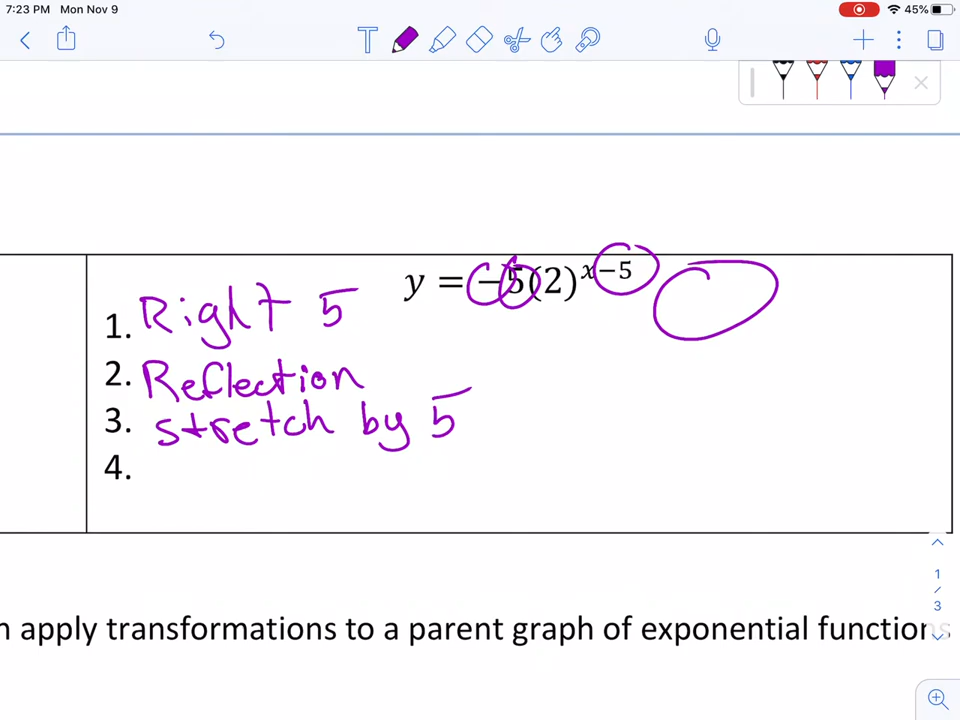 7:23 PM Mon Nov 9
45%
T
y = −5(2)^{x−5}
1. Right 5
2. Reflection
3. stretch by 5
4.
1
/
3
n apply transformations to a parent graph of exponential functions